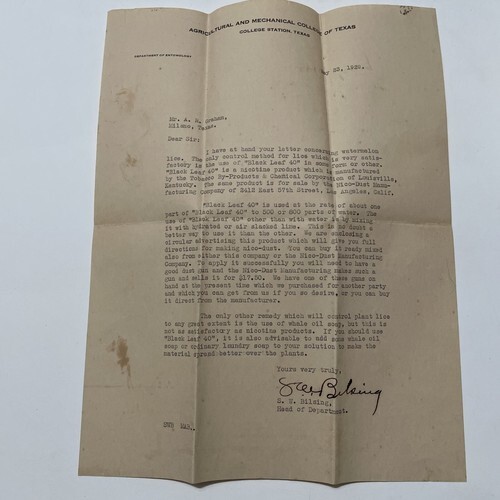 AGRICULTURAL AND MECHANICAL COLLEGE OF TEXAS
COLLEGE STATION, TEXAS
DEPARTMENT OF ENTOMOLOGY
23,
Mr. A. R.
Milano, Texas.
Dear Sir:
I have at hand your letter concerning watermelon
lice. The only control method for lice which is very satis-
factory is the use of "Black Leaf 40" in some form or other.
"Black Leaf 40" is a nicotine product which is manufactured
by the Tobacco By-Products & Chemical Corporation of Louisville,
Kentucky. The same product is for sale by the Nico-Dust Manu-
facturing Company of 2412 East 57th Street, Los Angeles, Calif.
"Black Leaf 40" is used at the rate of about one
part of "Black Leaf 40" to 500 or 600 parts of water. The
use of "Black Leaf 40" other than with water is by mixing
it with hydrated or air slacked lime. This is no doubt a
better way to use it than the other. We are enclosing a
circular advertising this product which will give you full
directions for making nico-dust. You can buy it ready mixed
also from either this company or the Nico-Dust Manufacturing
Company. To apply it successfully you will need to have a
good dust gun and the Nico-Dust Manufacturing makes such a
gun and sells it for $17.50. We have some of these guns on
hand at the present time which we purchased for another party
and which you can get from us if you so desire, or you can buy
it direct from the manufacturer.
The only other remedy which will control plant lice
to any great extent is the use of whale oil soap, but this is
not as satisfactory as nicotine products. If you should use
"Black Leaf 40", it is also advisable to add some whale oil
soap or ordinary laundry soap to your solution to make the
material spread better over the plants.
Yours very truly,
S W Bilsing
S. W. Bilsing,
Head of Department.